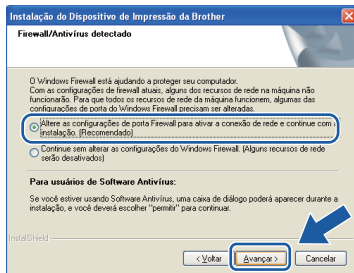 Instalação do Dispositivo de Impressão da Brother
Firewall/Antivírus detectado
O Windows Firewall está ajudando a proteger seu computador.
Com as configurações de firewall atuais, alguns dos recursos de rede na máquina não
funcionarão. Para que todos os recursos de rede da máquina funcionem, algumas das
configurações de porta do Windows Firewall precisam ser alteradas.
Altere as configurações de porta Firewall para ativar a conexão de rede e continue com a
instalação. (Recomendado)
Continue sem alterar as configurações do Windows Firewall. (Alguns recursos de rede
serão desativados)
Para usuários de Software Antivírus:
Se você estiver usando Software Antivírus, uma caixa de diálogo poderá aparecer durante a
instalação, e você deverá escolher "permitir" para continuar.
InstallShield
< Voltar Avançar > Cancelar